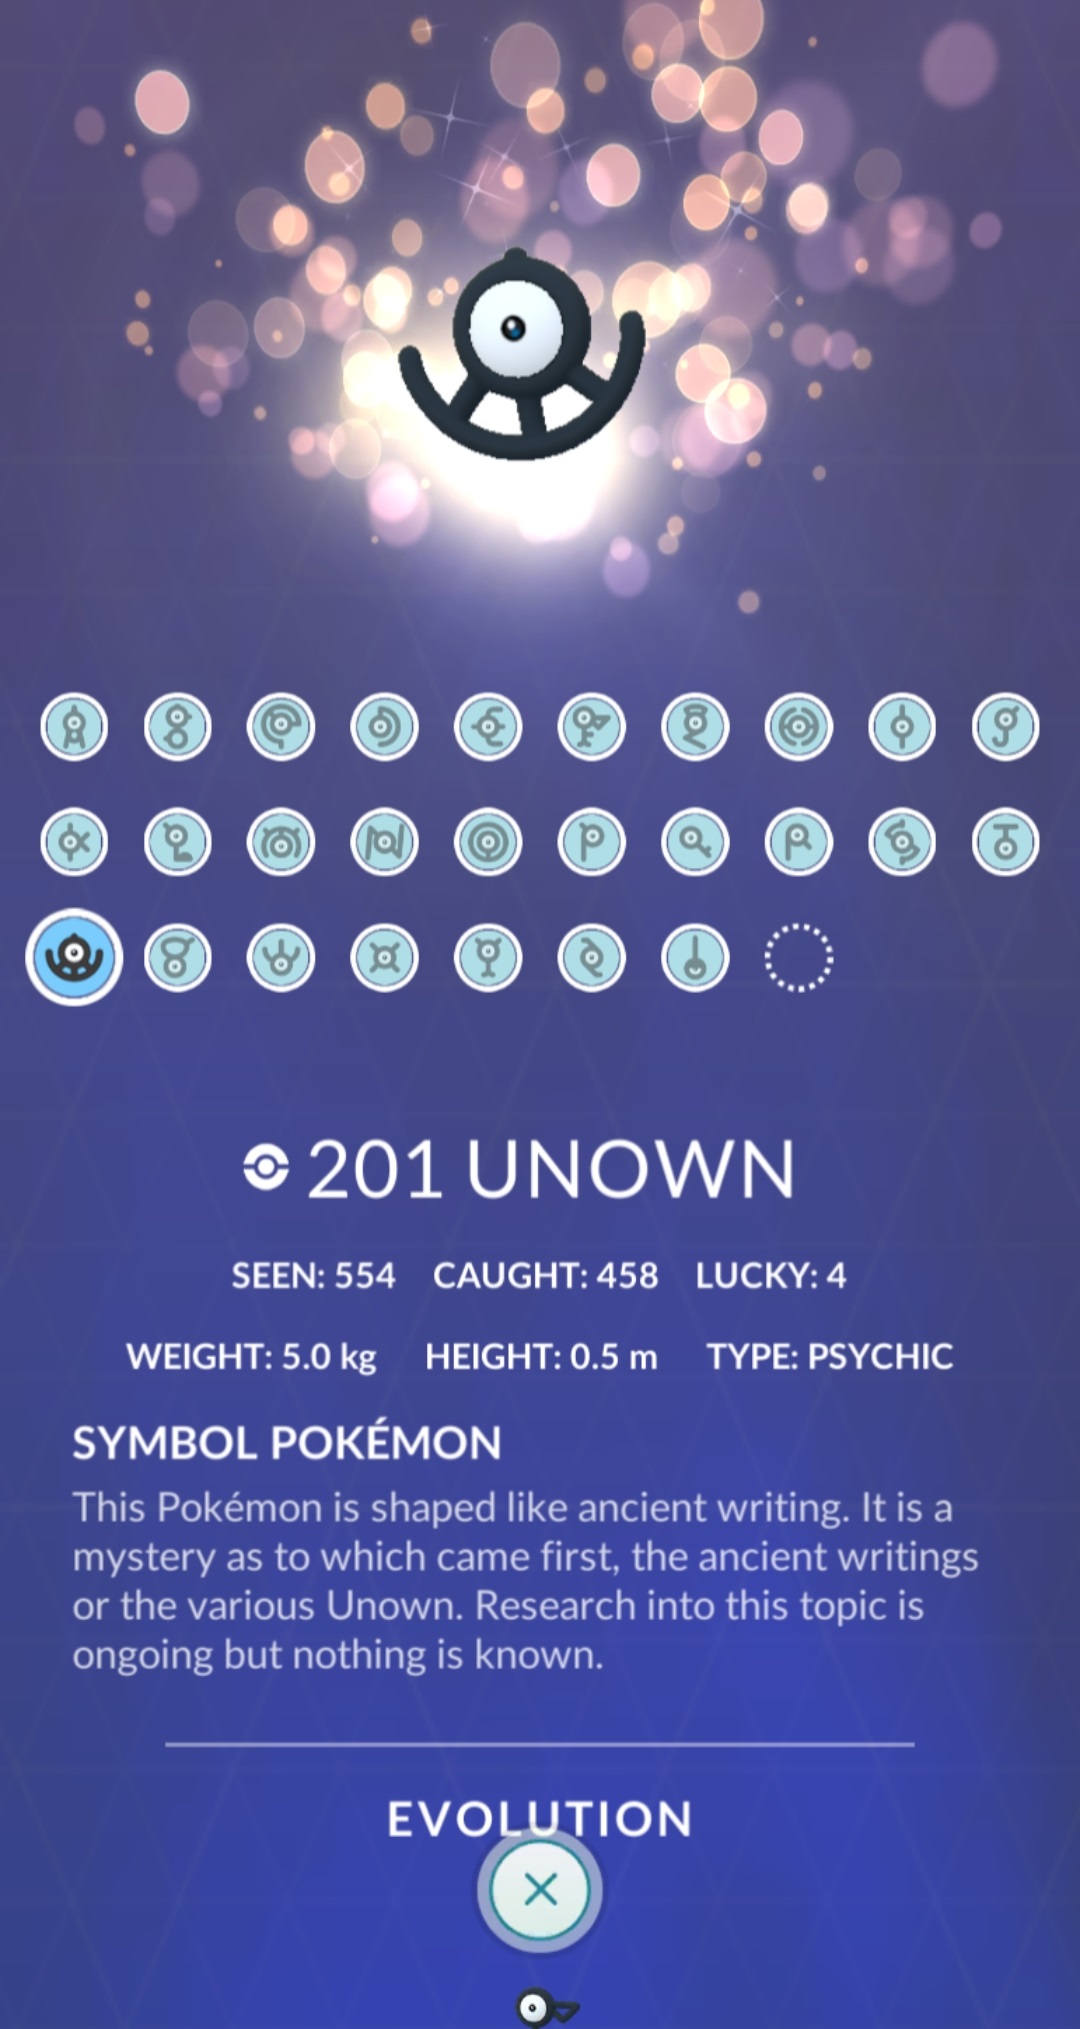 201 UNOWN
SEEN: 554 CAUGHT: 458 LUCKY: 4
WEIGHT: 5.0 kg HEIGHT: 0.5 m TYPE: PSYCHIC
SYMBOL POKÉMON
This Pokémon is shaped like ancient writing. It is a
mystery as to which came first, the ancient writings
or the various Unown. Research into this topic is
ongoing but nothing is known.
EVOLUTION